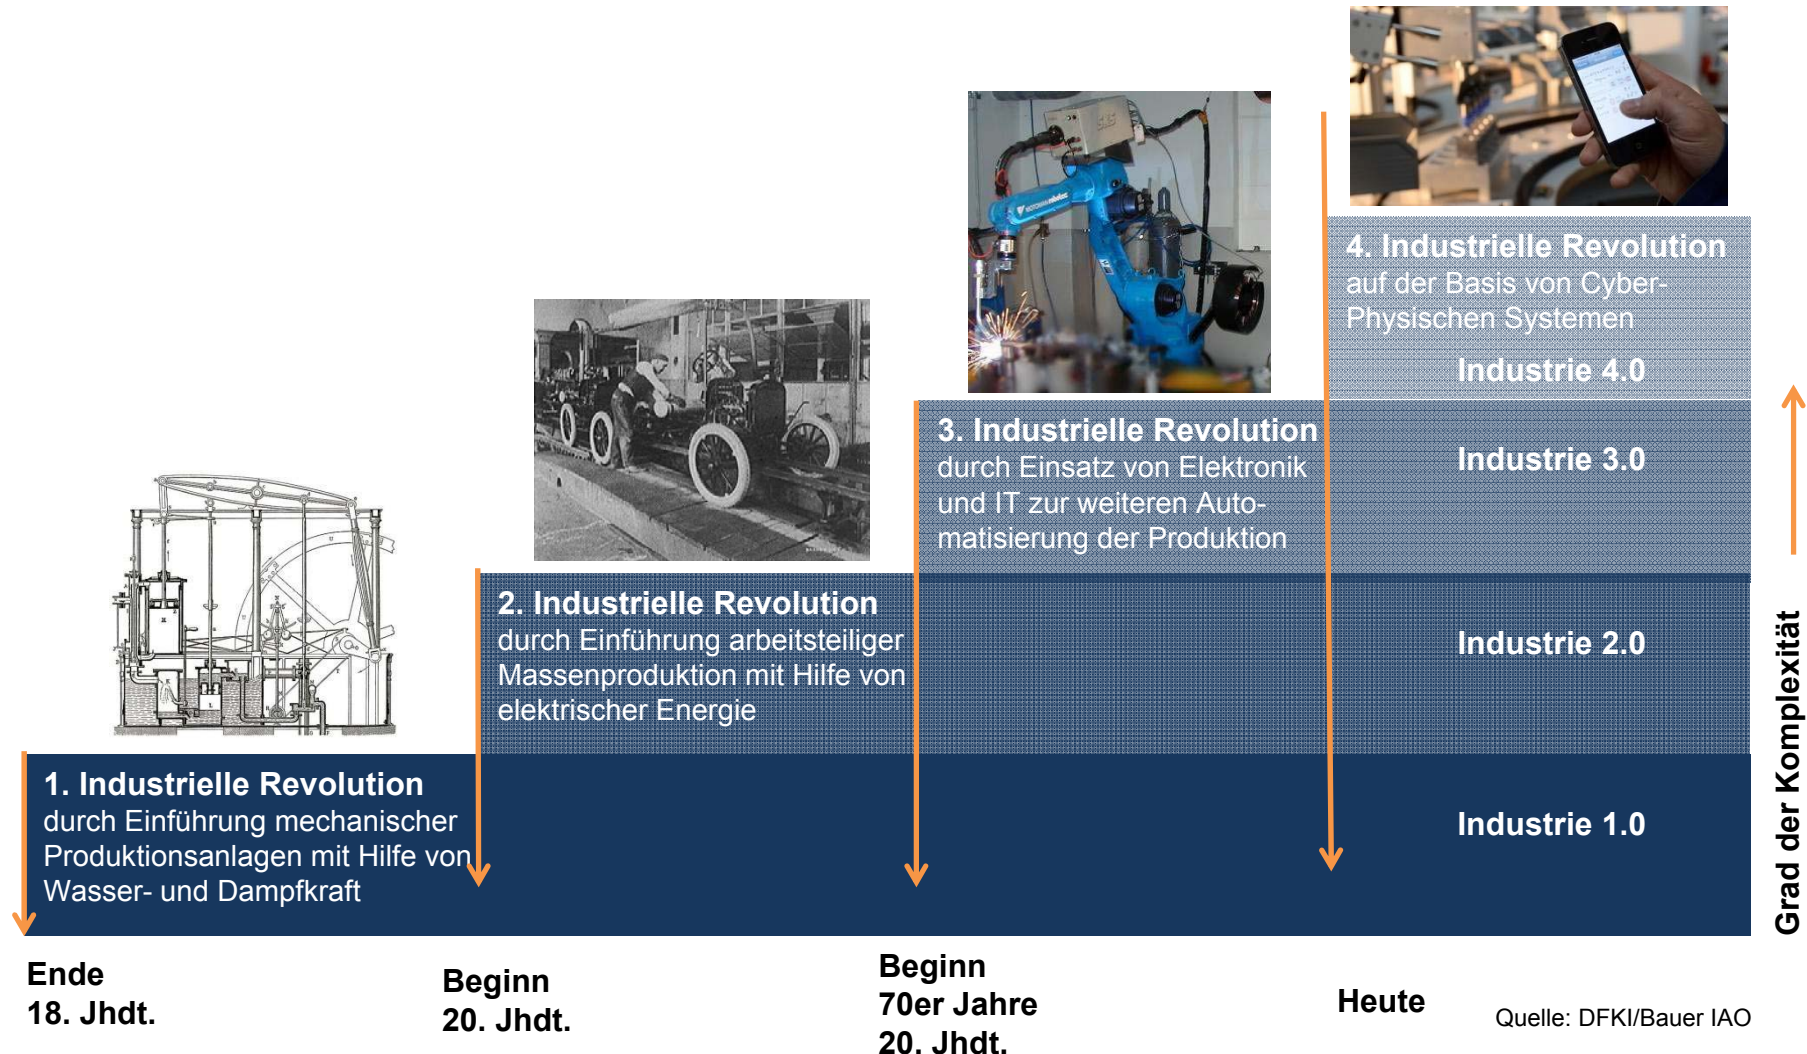 4. Industrielle Revolution
auf der Basis von Cyber-
Physischen Systemen
Industrie 4.0
3. Industrielle Revolution
durch Einsatz von Elektronik
und IT zur weiteren Auto-
matisierung der Produktion
Industrie 3.0
2. Industrielle Revolution
durch Einführung arbeitsteiliger
Massenproduktion mit Hilfe von
elektrischer Energie
Industrie 2.0
1. Industrielle Revolution
durch Einführung mechanischer
Produktionsanlagen mit Hilfe von
Wasser- und Dampfkraft
Industrie 1.0
Grad der Komplexität
Ende
18. Jhdt.
Beginn
20. Jhdt.
Beginn
70er Jahre
20. Jhdt.
Heute
Quelle: DFKI/Bauer IAO